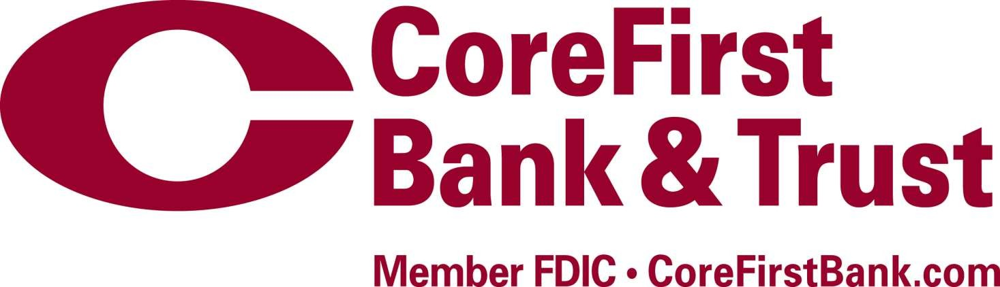 CoreFirst
Bank & Trust
Member FDIC • CoreFirstBank.com